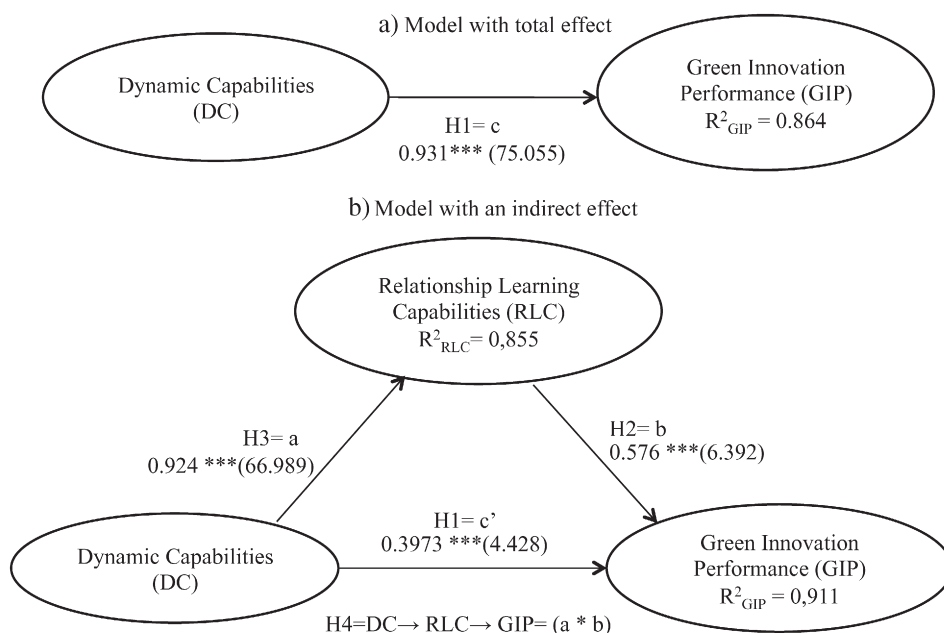 a) Model with total effect
Dynamic Capabilities
(DC)
H1= c
0.931*** (75.055)
Green Innovation
Performance (GIP)
R²GIP = 0.864
b) Model with an indirect effect
Relationship Learning
Capabilities (RLC)
R²RLC= 0,855
H3= a
0.924 ***(66.989)
H2= b
0.576 ***(6.392)
Dynamic Capabilities
(DC)
H1= c’
0.3973 ***(4.428)
Green Innovation
Performance (GIP)
R²GIP = 0,911
H4=DC→ RLC→ GIP= (a * b)